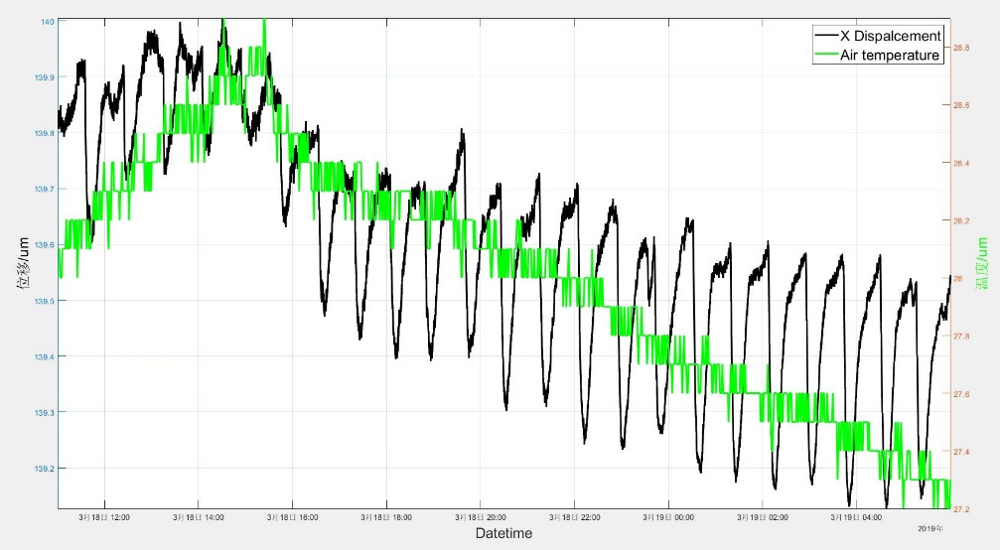 140
139.9
139.8
139.7
139.6
139.5
139.4
139.3
139.2
位移/um
X Dispalcement
Air temperature
28.8
28.6
28.4
28.2
28
27.8
27.6
27.4
27.2
温度/um
3月18日 12:00
3月18日 14:00
3月18日 16:00
3月18日 18:00
3月18日 20:00
3月18日 22:00
3月19日 00:00
3月19日 02:00
3月19日 04:00
2019年
Datetime